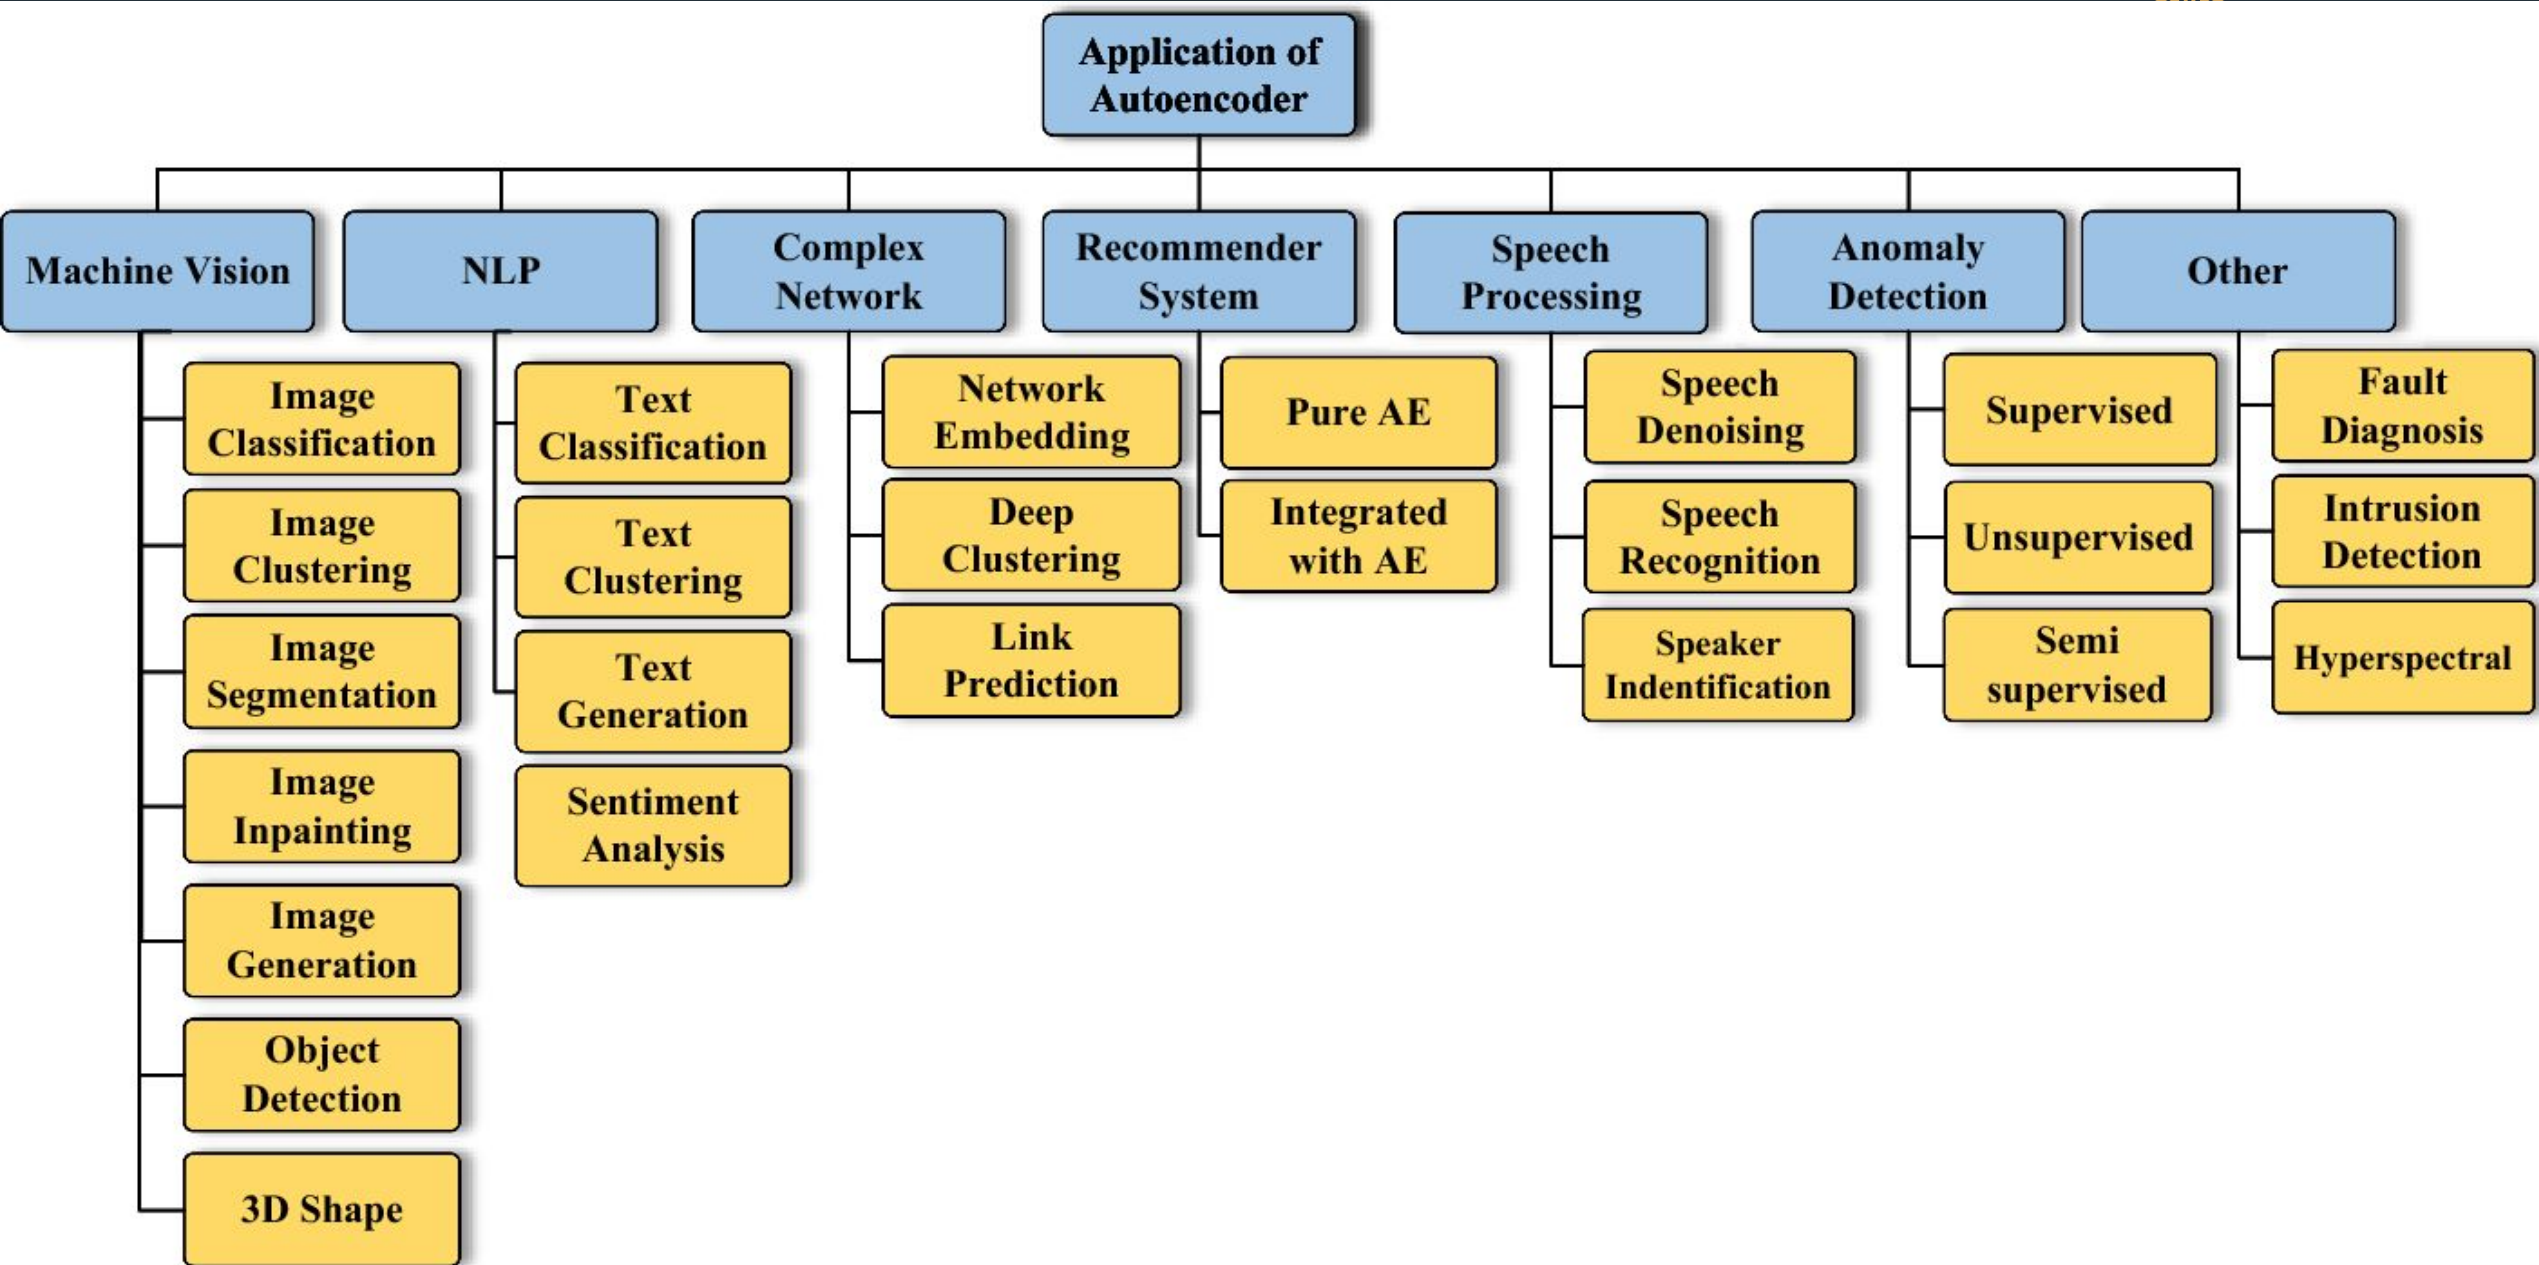 Application of
Autoencoder
Machine Vision
NLP
Complex
Network
Recommender
System
Speech
Processing
Anomaly
Detection
Other
Image
Classification
Image
Clustering
Image
Segmentation
Image
Inpainting
Image
Generation
Object
Detection
3D Shape
Text
Classification
Text
Clustering
Text
Generation
Sentiment
Analysis
Network
Embedding
Deep
Clustering
Link
Prediction
Pure AE
Integrated
with AE
Speech
Denoising
Speech
Recognition
Speaker
Indentification
Supervised
Unsupervised
Semi
supervised
Fault
Diagnosis
Intrusion
Detection
Hyperspectral